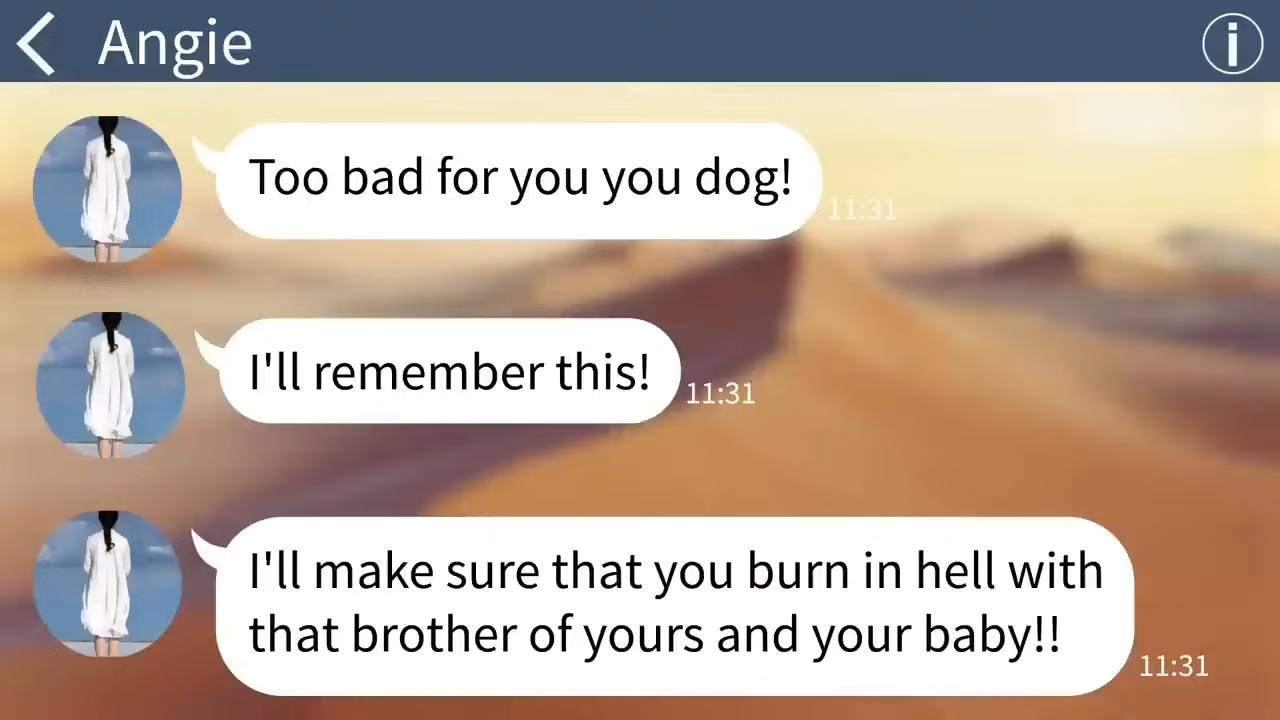 Angie
Too bad for you you dog!
11:31
I'll remember this!
11:31
I'll make sure that you burn in hell with
that brother of yours and your baby!!
11:31